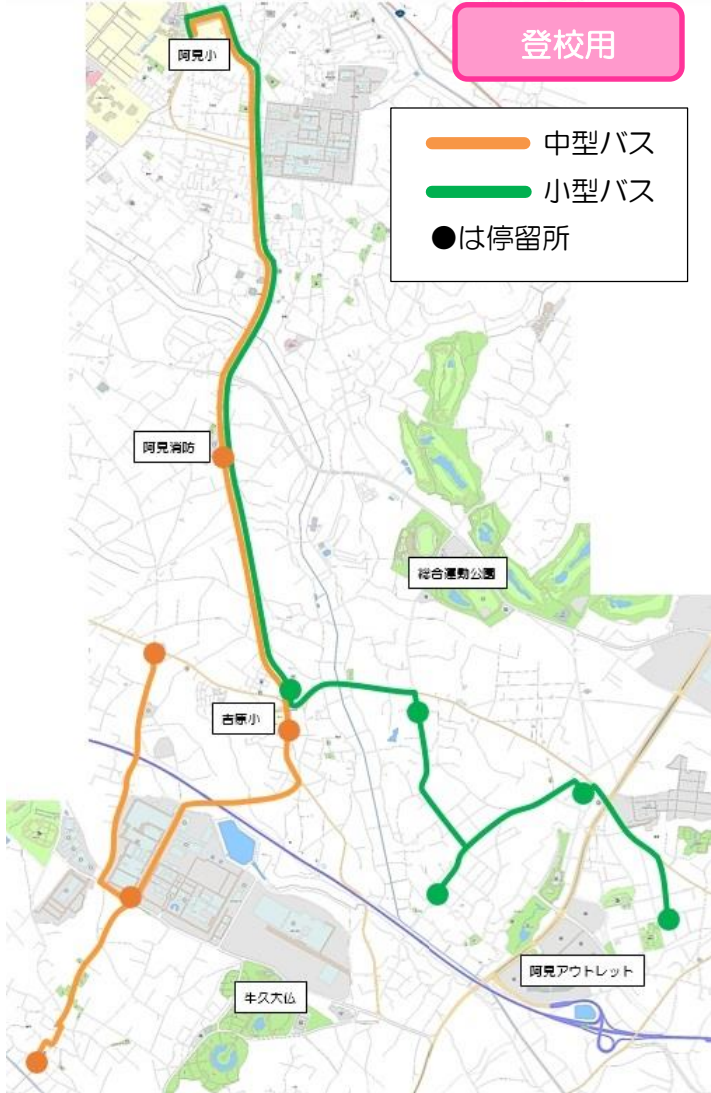 登校用
中型バス
小型バス
●は停留所
阿見小
阿見消防
総合運動公園
吉原小
阿見アウトレット
牛久大仏